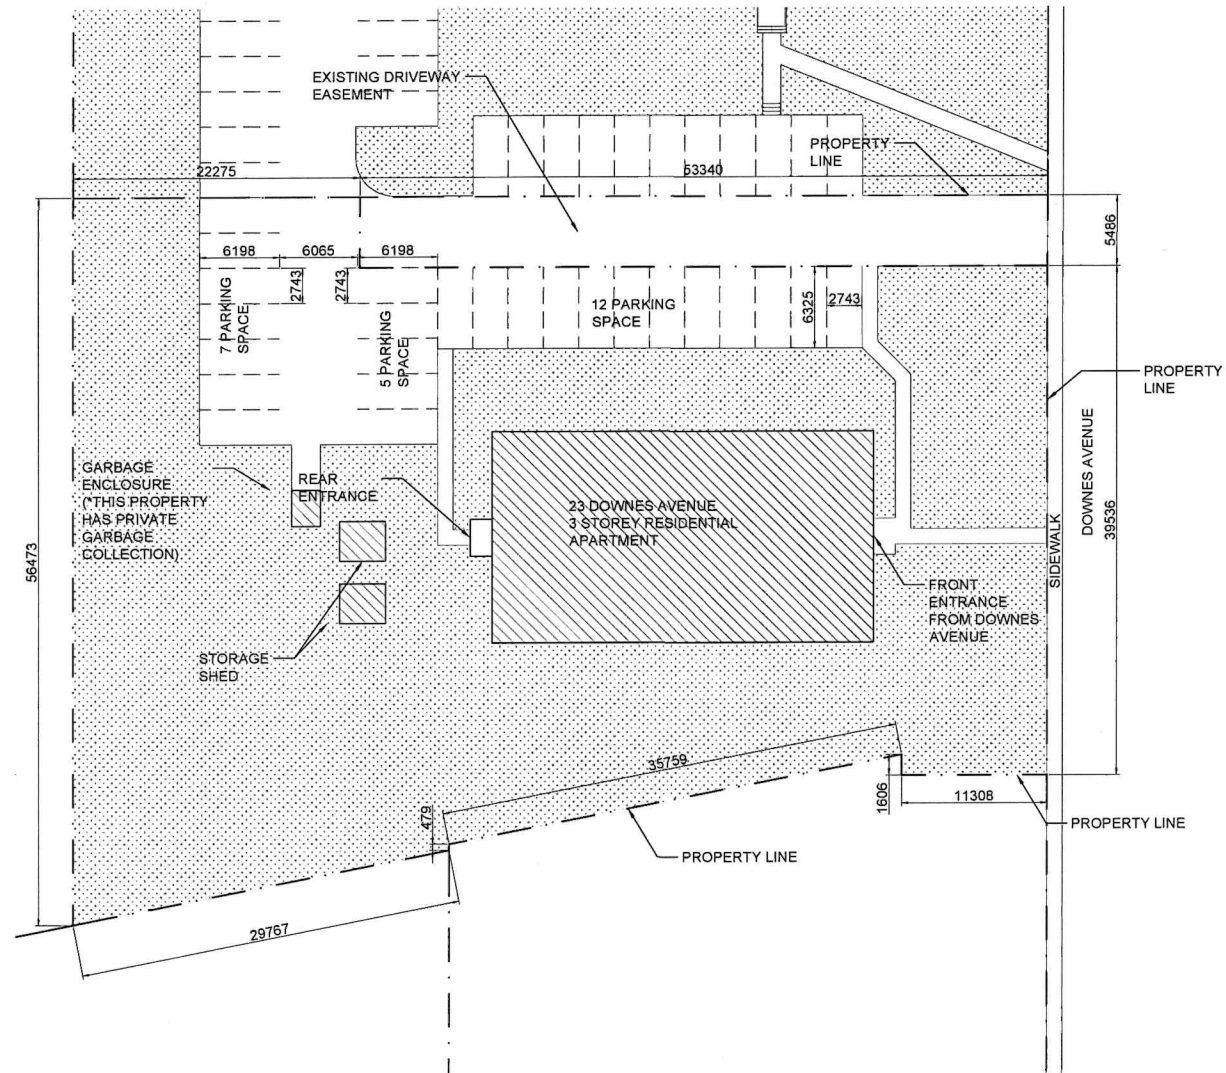 EXISTING DRIVEWAY
EASEMENT
PROPERTY
LINE
22275
53340
5486
6198
6065
6198
2743
2743
7 PARKING
SPACE
5 PARKING
SPACE
12 PARKING
SPACE
6325
2743
PROPERTY
LINE
DOWNES AVENUE
39536
SIDEWALK
GARBAGE
ENCLOSURE
(*THIS PROPERTY
HAS PRIVATE
GARBAGE
COLLECTION)
REAR
ENTRANCE
23 DOWNES AVENUE
3 STOREY RESIDENTIAL
APARTMENT
56473
FRONT
ENTRANCE
FROM DOWNES
AVENUE
STORAGE
SHED
35759
1606
11308
479
PROPERTY LINE
PROPERTY LINE
29767